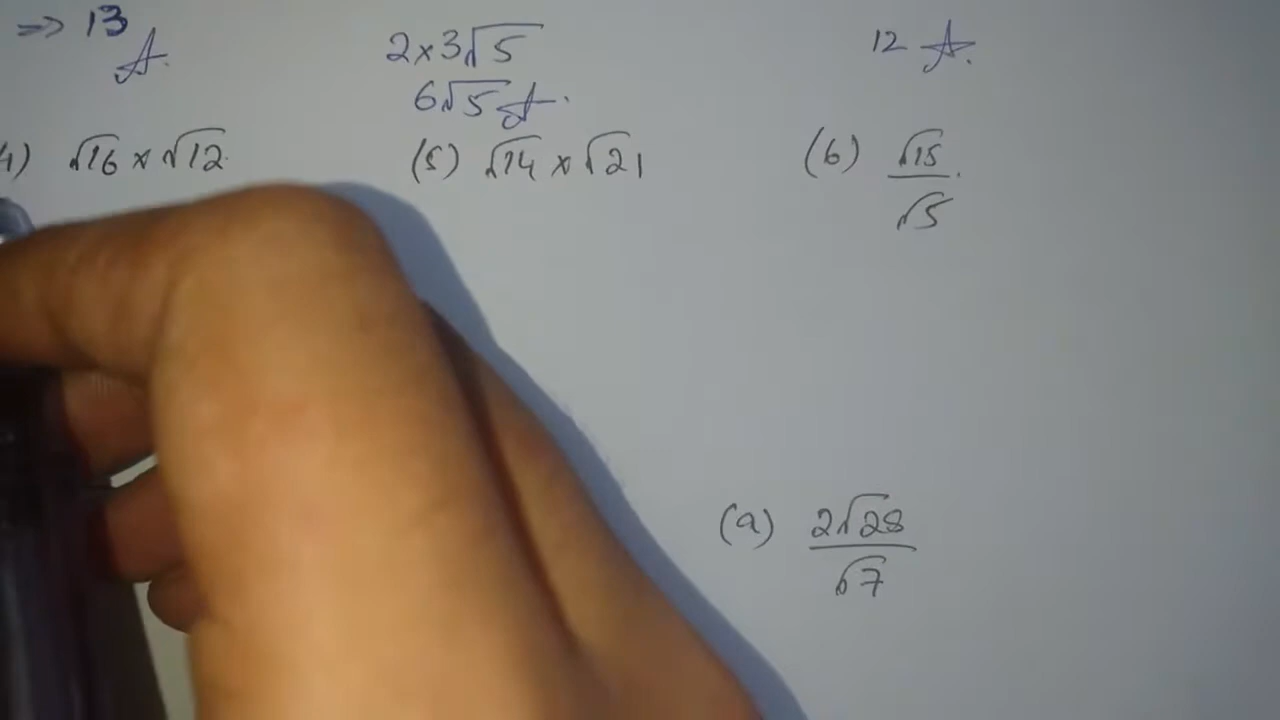 => 13
A.
2×3√5
6√5 A.
12 A.
4) √16 × √12
(5) √14 × √21
(6) √15 / √5
(9) 2√28 / √7